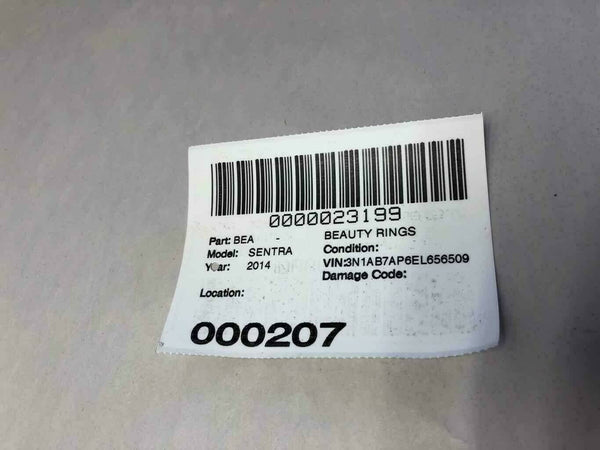 0000023199
Part: BEA - BEAUTY RINGS
Model: SENTRA Condition:
Year: 2014 VIN:3N1AB7AP6EL656509
Damage Code:
Location:
000207